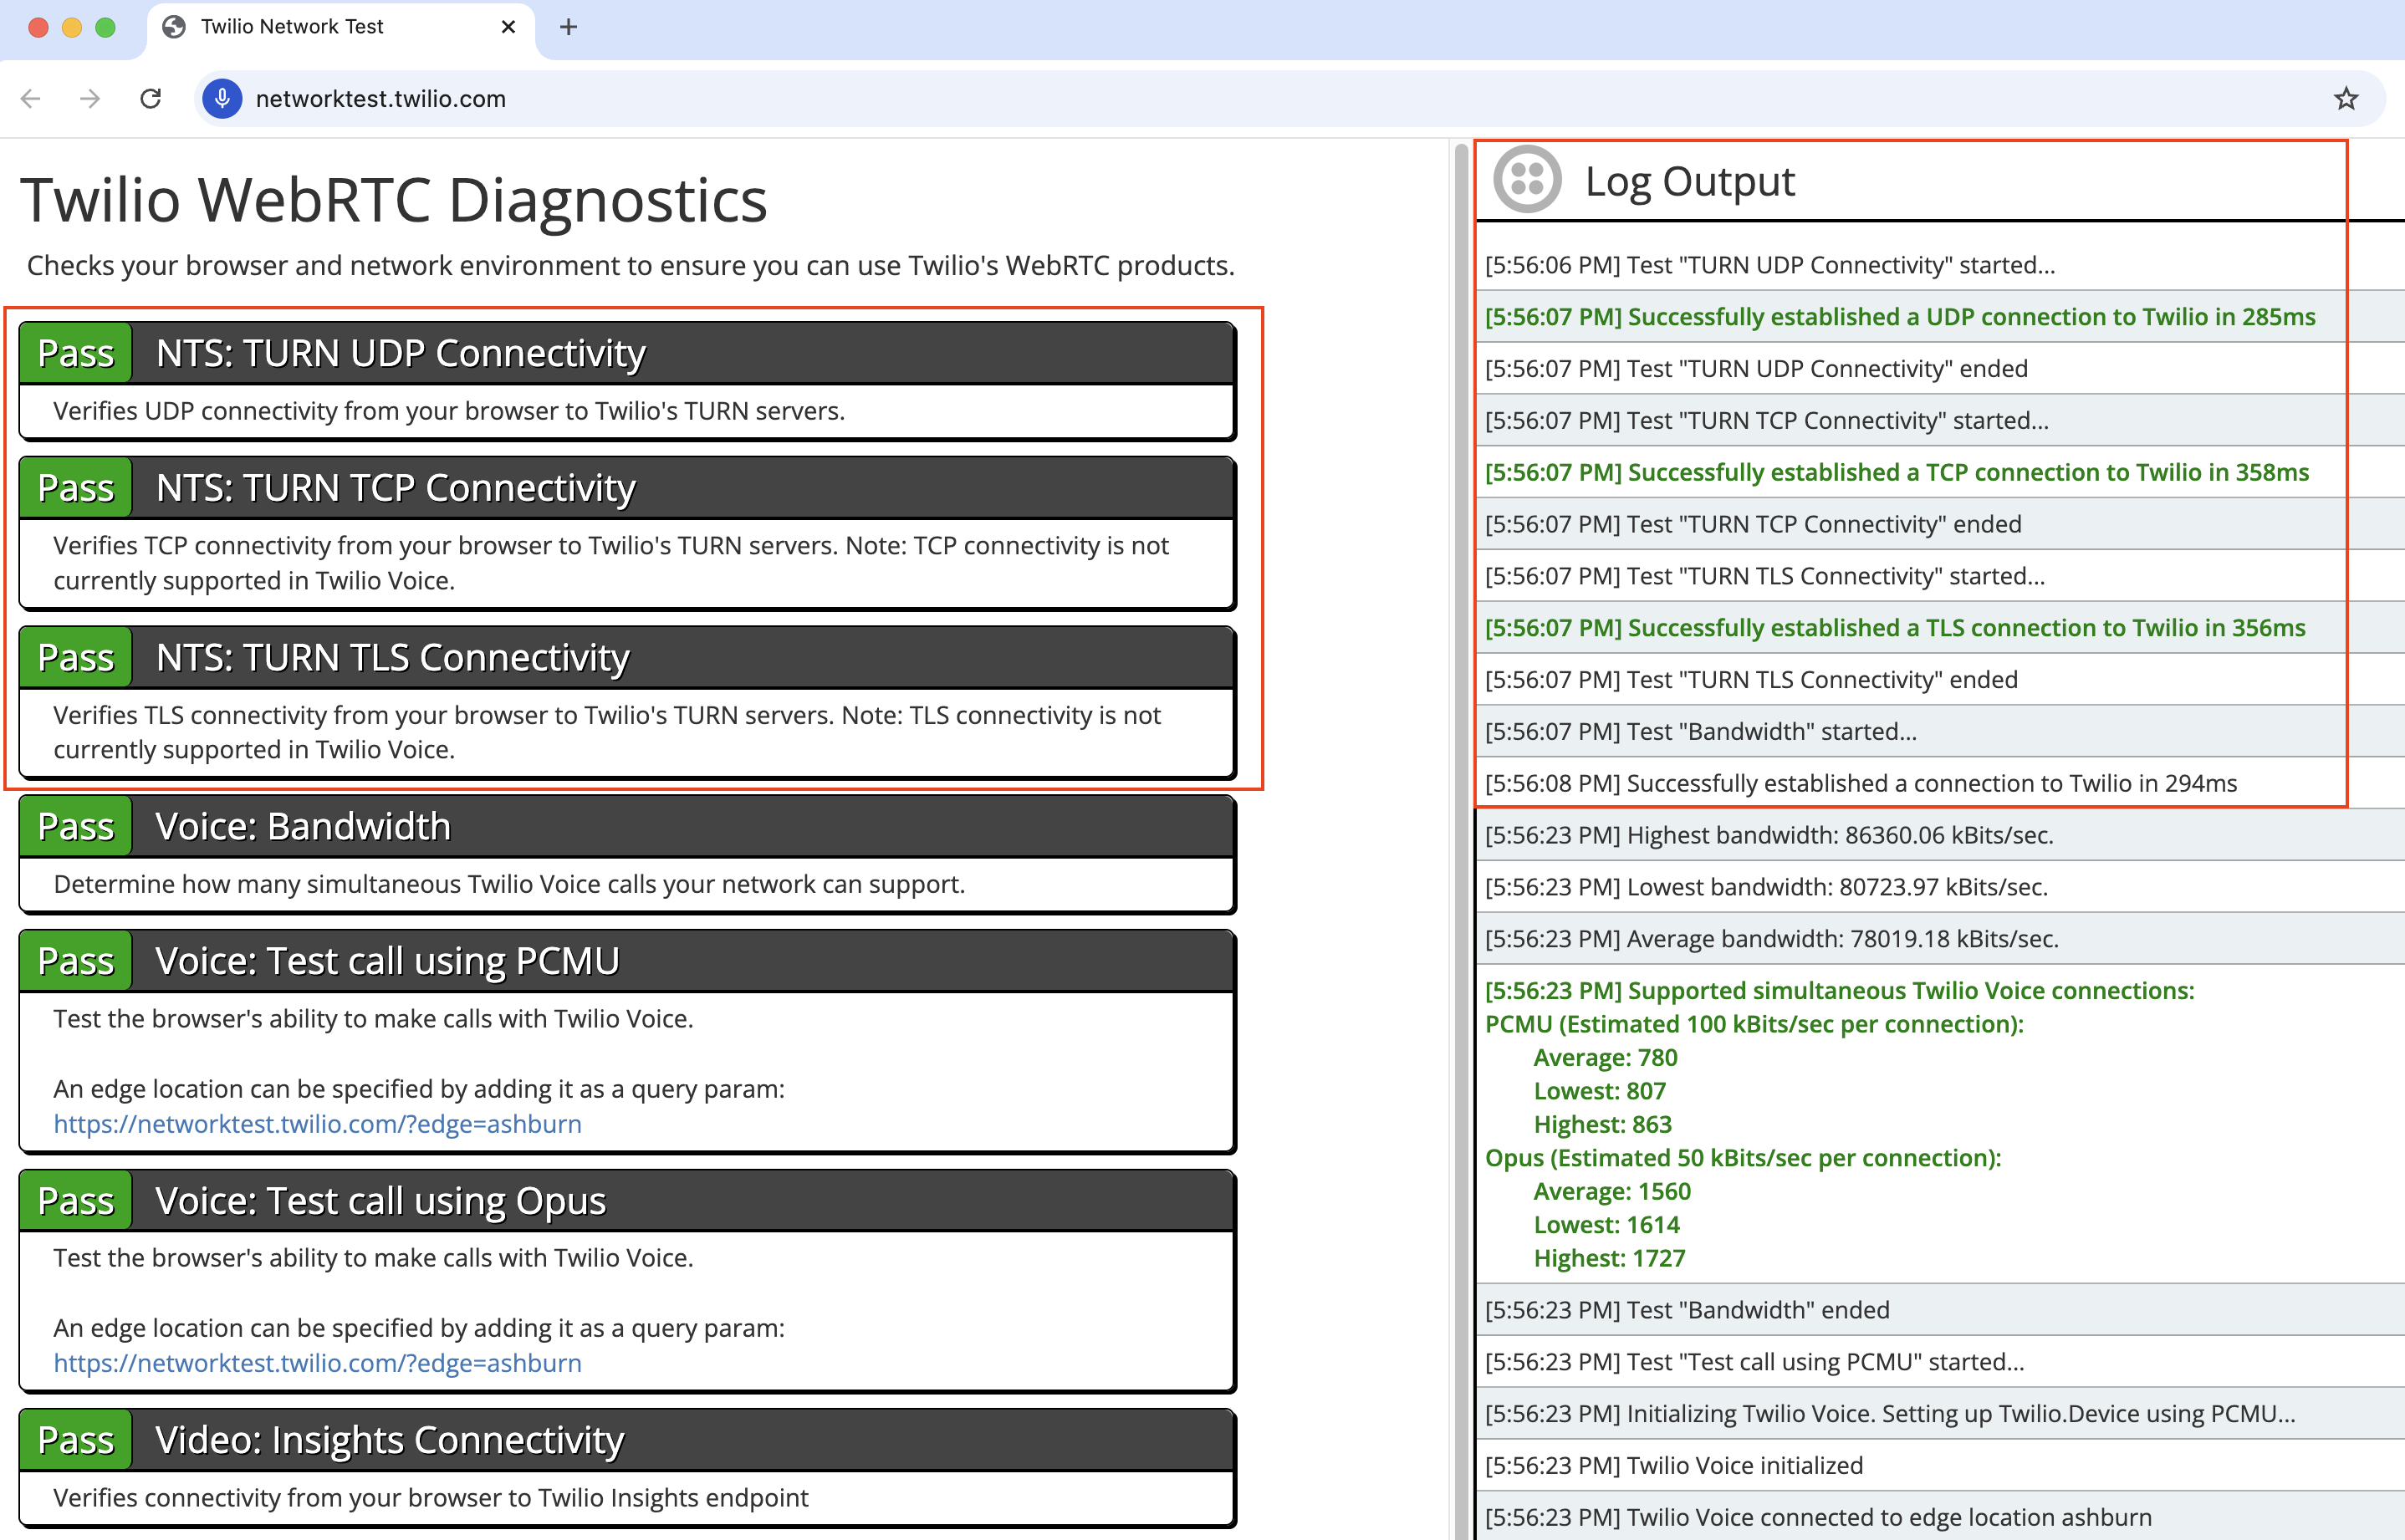 Twilio Network Test
networktest.twilio.com
Twilio WebRTC Diagnostics
Checks your browser and network environment to ensure you can use Twilio's WebRTC products.
Pass NTS: TURN UDP Connectivity
Verifies UDP connectivity from your browser to Twilio's TURN servers.
Pass NTS: TURN TCP Connectivity
Verifies TCP connectivity from your browser to Twilio's TURN servers. Note: TCP connectivity is not
currently supported in Twilio Voice.
Pass NTS: TURN TLS Connectivity
Verifies TLS connectivity from your browser to Twilio's TURN servers. Note: TLS connectivity is not
currently supported in Twilio Voice.
Pass Voice: Bandwidth
Determine how many simultaneous Twilio Voice calls your network can support.
Pass Voice: Test call using PCMU
Test the browser's ability to make calls with Twilio Voice.
An edge location can be specified by adding it as a query param:
https://networktest.twilio.com/?edge=ashburn
Pass Voice: Test call using Opus
Test the browser's ability to make calls with Twilio Voice.
An edge location can be specified by adding it as a query param:
https://networktest.twilio.com/?edge=ashburn
Pass Video: Insights Connectivity
Verifies connectivity from your browser to Twilio Insights endpoint
Log Output
[5:56:06 PM] Test "TURN UDP Connectivity" started...
[5:56:07 PM] Successfully established a UDP connection to Twilio in 285ms
[5:56:07 PM] Test "TURN UDP Connectivity" ended
[5:56:07 PM] Test "TURN TCP Connectivity" started...
[5:56:07 PM] Successfully established a TCP connection to Twilio in 358ms
[5:56:07 PM] Test "TURN TCP Connectivity" ended
[5:56:07 PM] Test "TURN TLS Connectivity" started...
[5:56:07 PM] Successfully established a TLS connection to Twilio in 356ms
[5:56:07 PM] Test "TURN TLS Connectivity" ended
[5:56:07 PM] Test "Bandwidth" started...
[5:56:08 PM] Successfully established a connection to Twilio in 294ms
[5:56:23 PM] Highest bandwidth: 86360.06 kBits/sec.
[5:56:23 PM] Lowest bandwidth: 80723.97 kBits/sec.
[5:56:23 PM] Average bandwidth: 78019.18 kBits/sec.
[5:56:23 PM] Supported simultaneous Twilio Voice connections:
PCMU (Estimated 100 kBits/sec per connection):
Average: 780
Lowest: 807
Highest: 863
Opus (Estimated 50 kBits/sec per connection):
Average: 1560
Lowest: 1614
Highest: 1727
[5:56:23 PM] Test "Bandwidth" ended
[5:56:23 PM] Test "Test call using PCMU" started...
[5:56:23 PM] Initializing Twilio Voice. Setting up Twilio.Device using PCMU...
[5:56:23 PM] Twilio Voice initialized
[5:56:23 PM] Twilio Voice connected to edge location ashburn